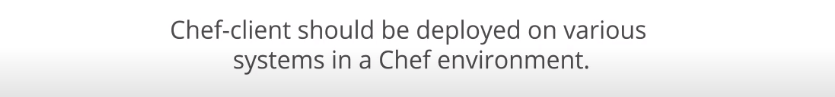 Chef-client should be deployed on various
systems in a Chef environment.